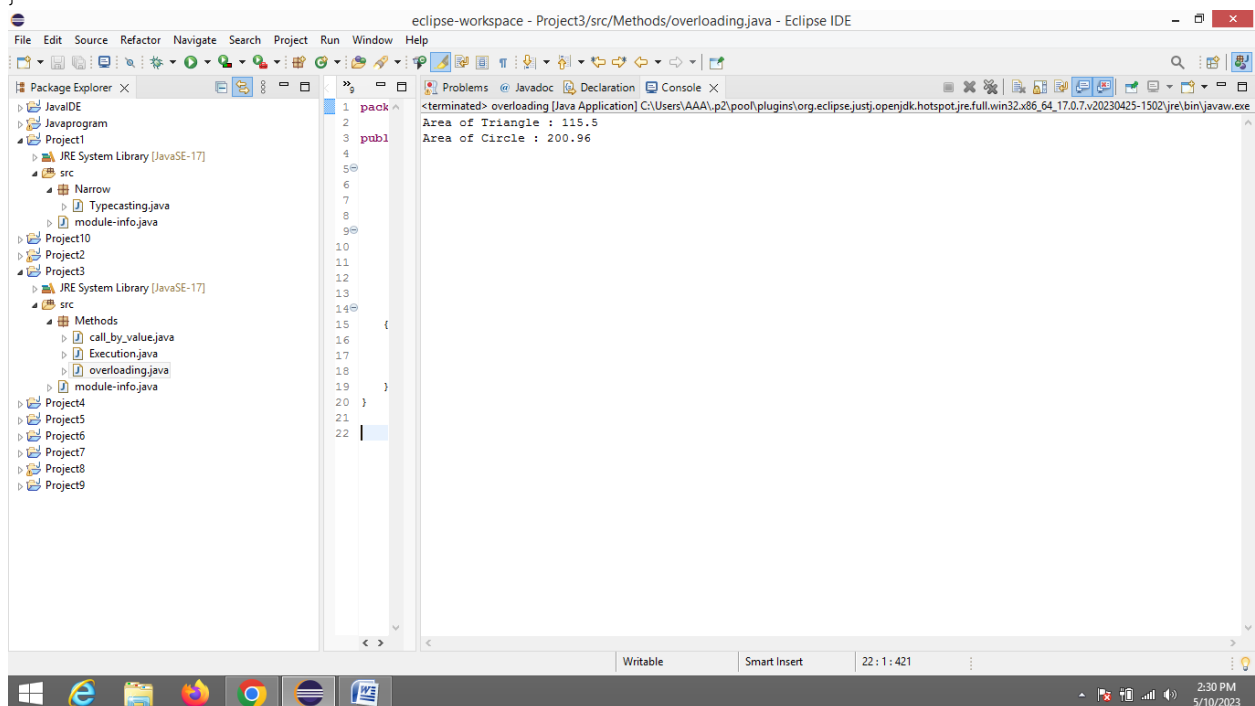 }
eclipse-workspace - Project3/src/Methods/overloading.java - Eclipse IDE
File Edit Source Refactor Navigate Search Project Run Window Help
Package Explorer
JavaIDE
Javaprogram
Project1
JRE System Library [JavaSE-17]
src
Narrow
Typecasting.java
module-info.java
Project10
Project2
Project3
JRE System Library [JavaSE-17]
src
Methods
call_by_value.java
Execution.java
overloading.java
module-info.java
Project4
Project5
Project6
Project7
Project8
Project9
»9
1 pack
2
3 publ
4
5
6
7
8
9
10
11
12
13
14
15 {
16
17
18
19 }
20 }
21
22
Problems @ Javadoc Declaration Console
<terminated> overloading [Java Application] C:\Users\AAA\.p2\pool\plugins\org.eclipse.justj.openjdk.hotspot.jre.full.win32.x86_64_17.0.7.v20230425-1502\jre\bin\javaw.exe
Area of Triangle : 115.5
Area of Circle : 200.96
Writable Smart Insert 22 : 1 : 421
2:30 PM
5/10/2023